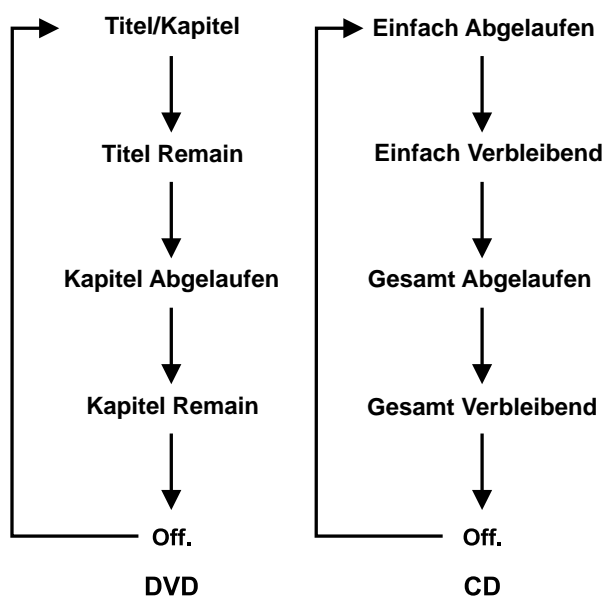 Titel/Kapitel
Titel Remain
Kapitel Abgelaufen
Kapitel Remain
Off.
DVD
Einfach Abgelaufen
Einfach Verbleibend
Gesamt Abgelaufen
Gesamt Verbleibend
Off.
CD